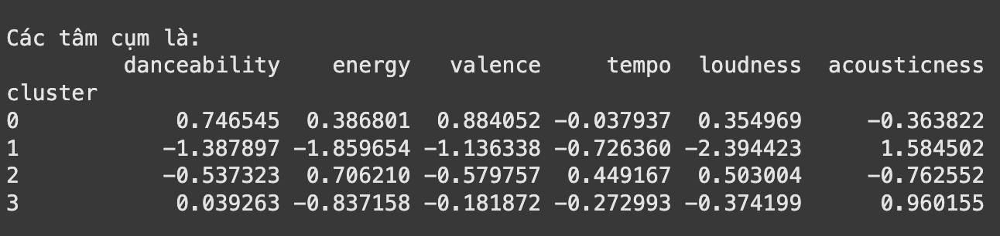 Các tâm cụm là:
danceability energy valence tempo loudness acousticness
cluster
0 0.746545 0.386801 0.884052 -0.037937 0.354969 -0.363822
1 -1.387897 -1.859654 -1.136338 -0.726360 -2.394423 1.584502
2 -0.537323 0.706210 -0.579757 0.449167 0.503004 -0.762552
3 0.039263 -0.837158 -0.181872 -0.272993 -0.374199 0.960155